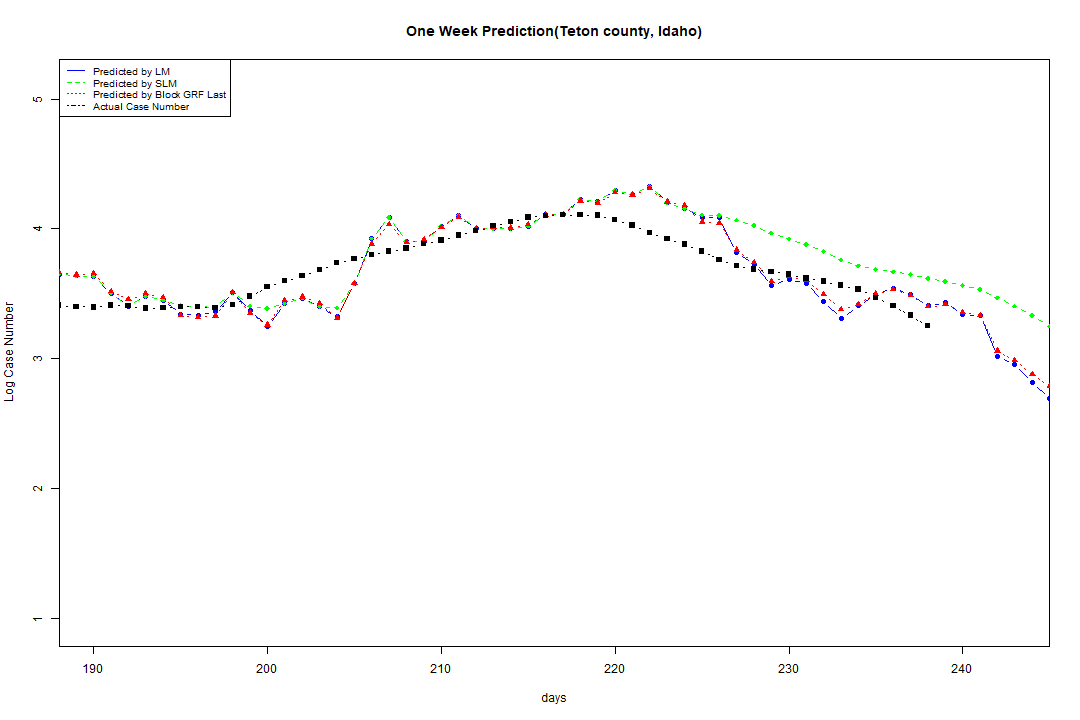 One Week Prediction(Teton county, Idaho)
Predicted by LM
Predicted by SLM
Predicted by Block GRF Last
Actual Case Number
5
4
3
2
1
Log Case Number
190 200 210 220 230 240
days